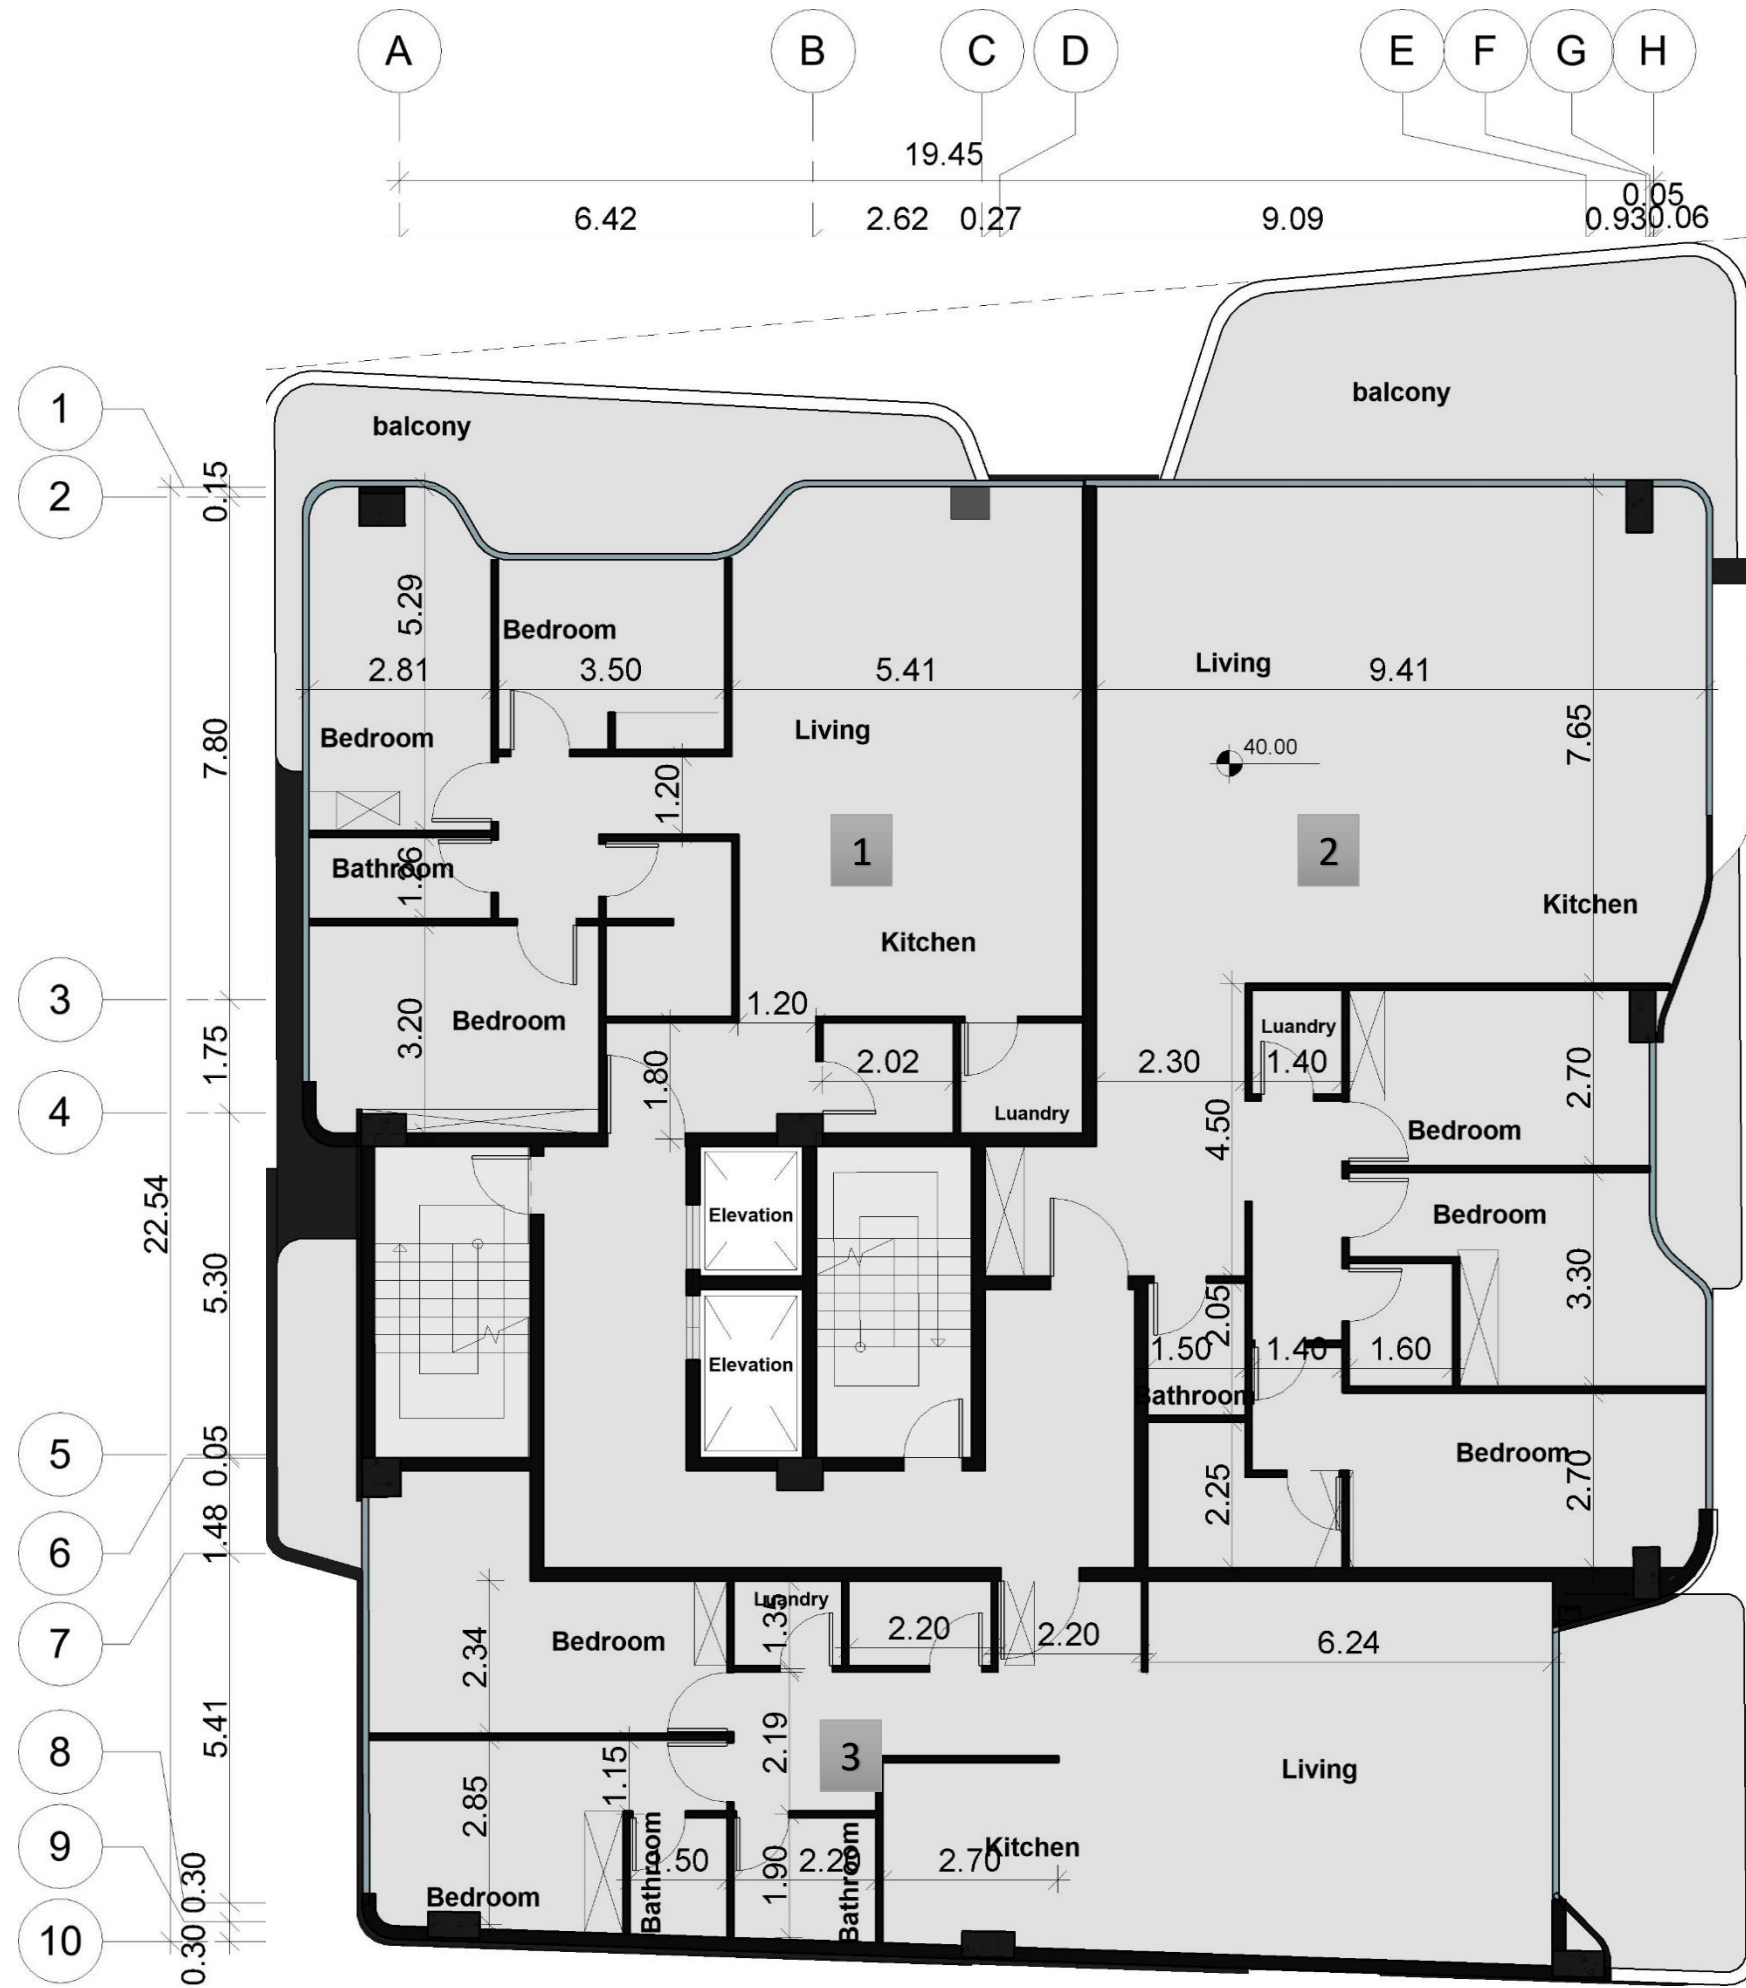 A B C D E F G H
19.45
0.05
6.42 2.62 0.27 9.09 0.93 0.06
1
balcony
balcony
2
0.15
5.29
Bedroom
2.81 3.50 5.41 Living 9.41
Bedroom Living
7.80
7.65
40.00
1.20
1
2
Bathroom
1.26
Kitchen
Kitchen
3
1.20
Bedroom
3.20
Luandry
1.75
1.80
2.02
2.30 1.40
2.70
4
Luandry
4.50
Bedroom
22.54
Elevation
Bedroom
5.30
3.30
2.05
Elevation
1.50 1.40 1.60
Bathroom
5
0.05
Bedroom
2.25
2.70
6
1.48
7
Luandry
1.35
Bedroom
2.34
2.20 2.20 6.24
5.41
8
2.19
3
1.15
Living
2.85
9
Bathroom
Bathroom
Kitchen
2.70
.50
2.20
1.90
0.30
Bedroom
10
0.30